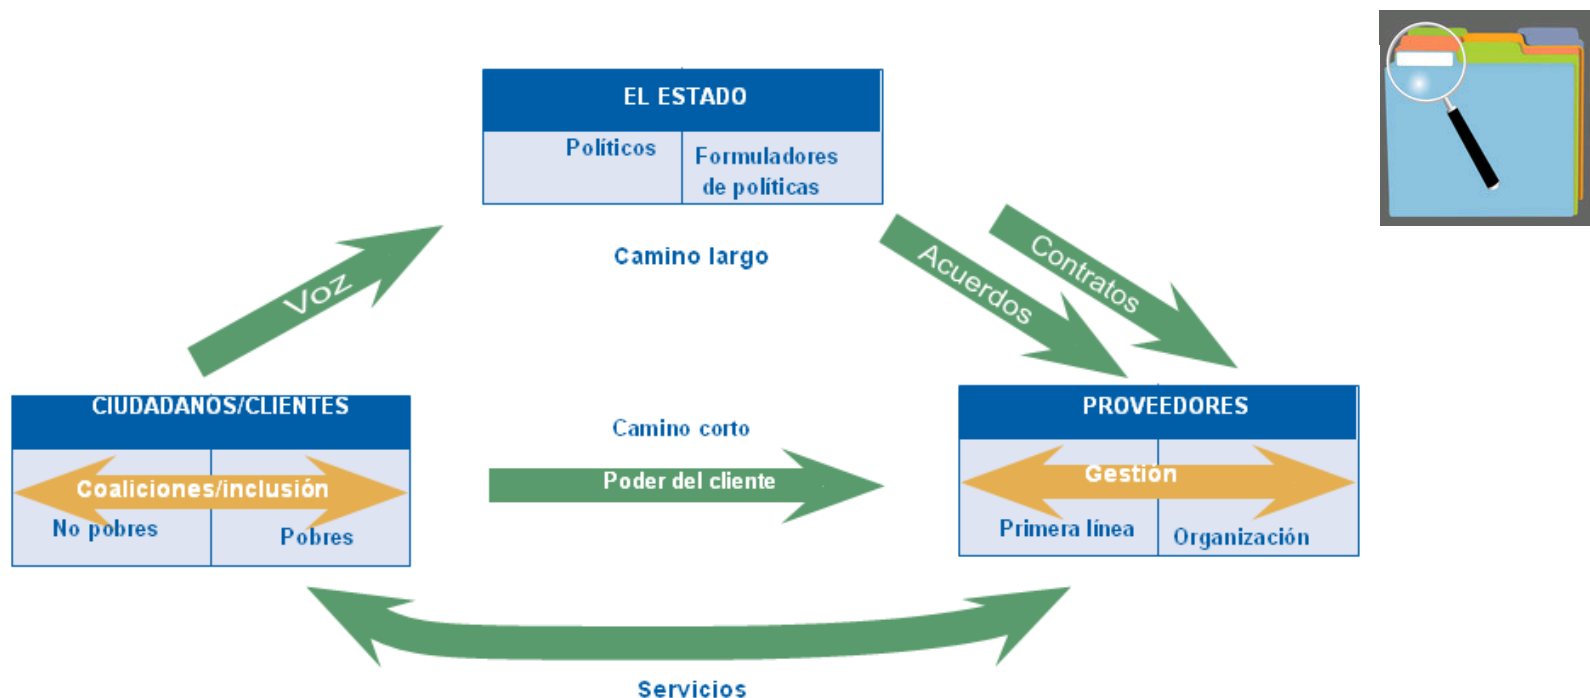 EL ESTADO
Políticos
Formuladores
de políticas
Camino largo
Voz
Acuerdos
Contratos
CIUDADANOS/CLIENTES
Coaliciones/inclusión
No pobres
Pobres
Camino corto
Poder del cliente
PROVEEDORES
Gestión
Primera línea
Organización
Servicios